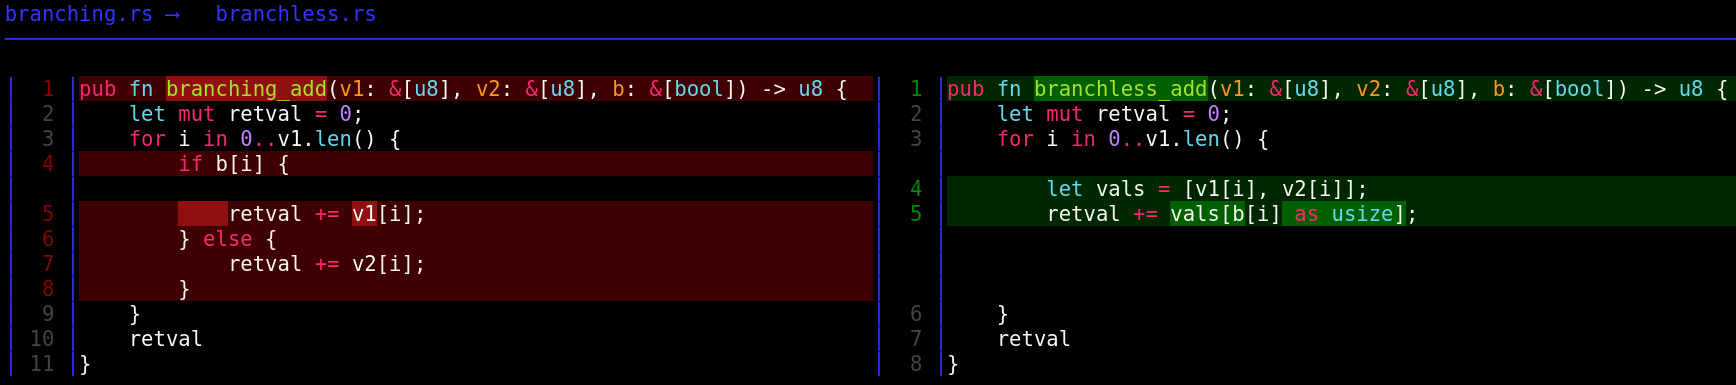 branching.rs ⟶   branchless.rs
1 pub fn branching_add(v1: &[u8], v2: &[u8], b: &[bool]) -> u8 {
2     let mut retval = 0;
3     for i in 0..v1.len() {
4         if b[i] {
5             retval += v1[i];
6         } else {
7             retval += v2[i];
8         }
9     }
10     retval
11 }
1 pub fn branchless_add(v1: &[u8], v2: &[u8], b: &[bool]) -> u8 {
2     let mut retval = 0;
3     for i in 0..v1.len() {
4         let vals = [v1[i], v2[i]];
5         retval += vals[b[i] as usize];
6     }
7     retval
8 }